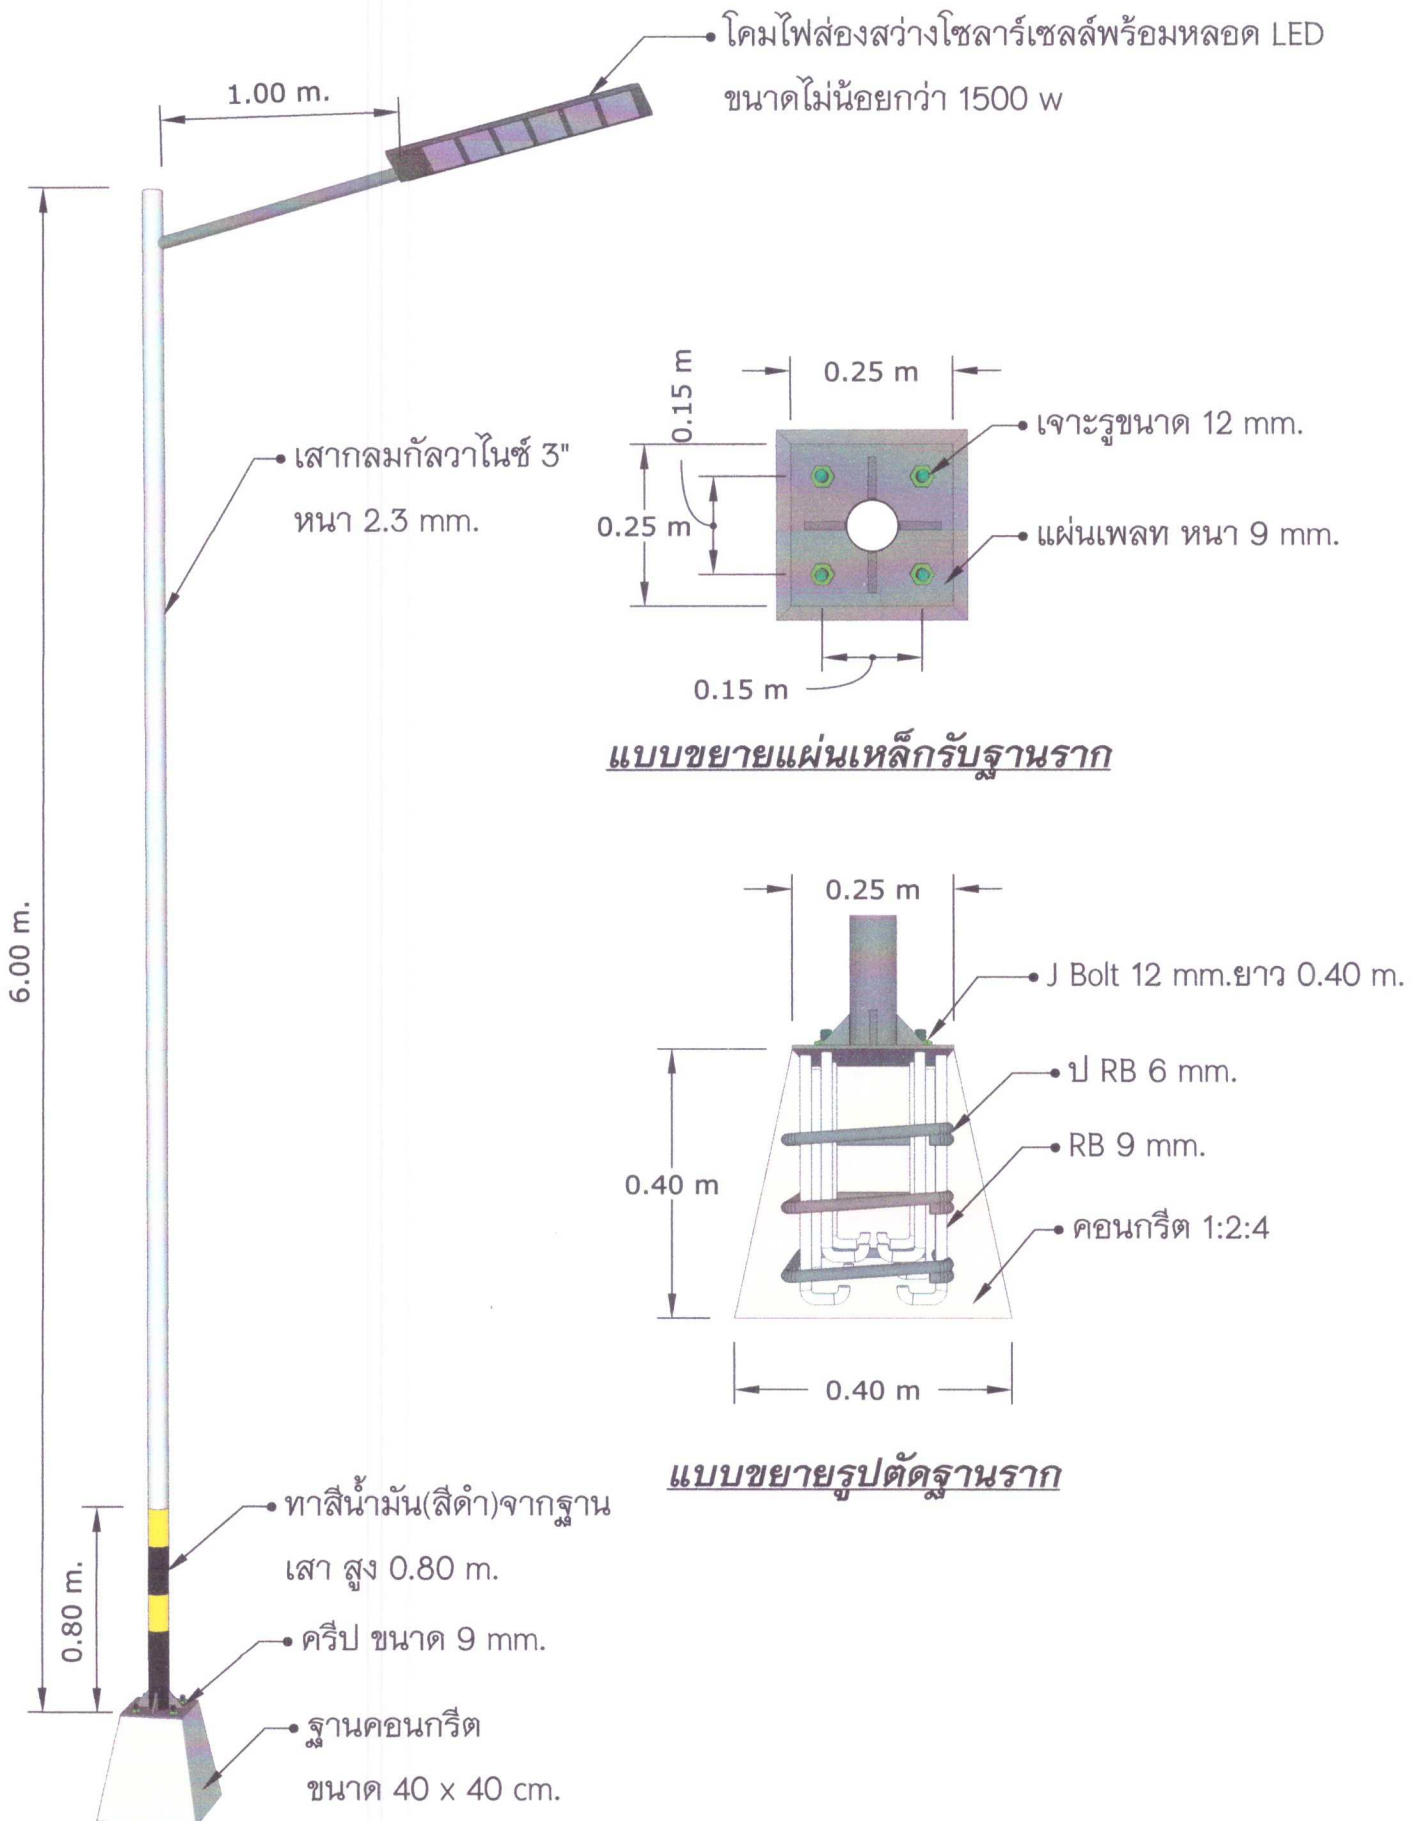 โคมไฟส่องสว่างโซลาร์เซลล์พร้อมหลอด LED
ขนาดไม่น้อยกว่า 1500 w
1.00 m.
6.00 m.
เสากลมกัลวาไนซ์ 3"
หนา 2.3 mm.
0.25 m
0.15 m
เจาะรูขนาด 12 mm.
0.25 m
แผ่นเพลท หนา 9 mm.
0.15 m
แบบขยายแผ่นเหล็กรับฐานราก
0.25 m
J Bolt 12 mm.ยาว 0.40 m.
ป RB 6 mm.
RB 9 mm.
0.40 m
คอนกรีต 1:2:4
0.40 m
แบบขยายรูปตัดฐานราก
ทาสีน้ำมัน(สีดำ)จากฐาน
เสา สูง 0.80 m.
0.80 m.
ครีป ขนาด 9 mm.
ฐานคอนกรีต
ขนาด 40 x 40 cm.